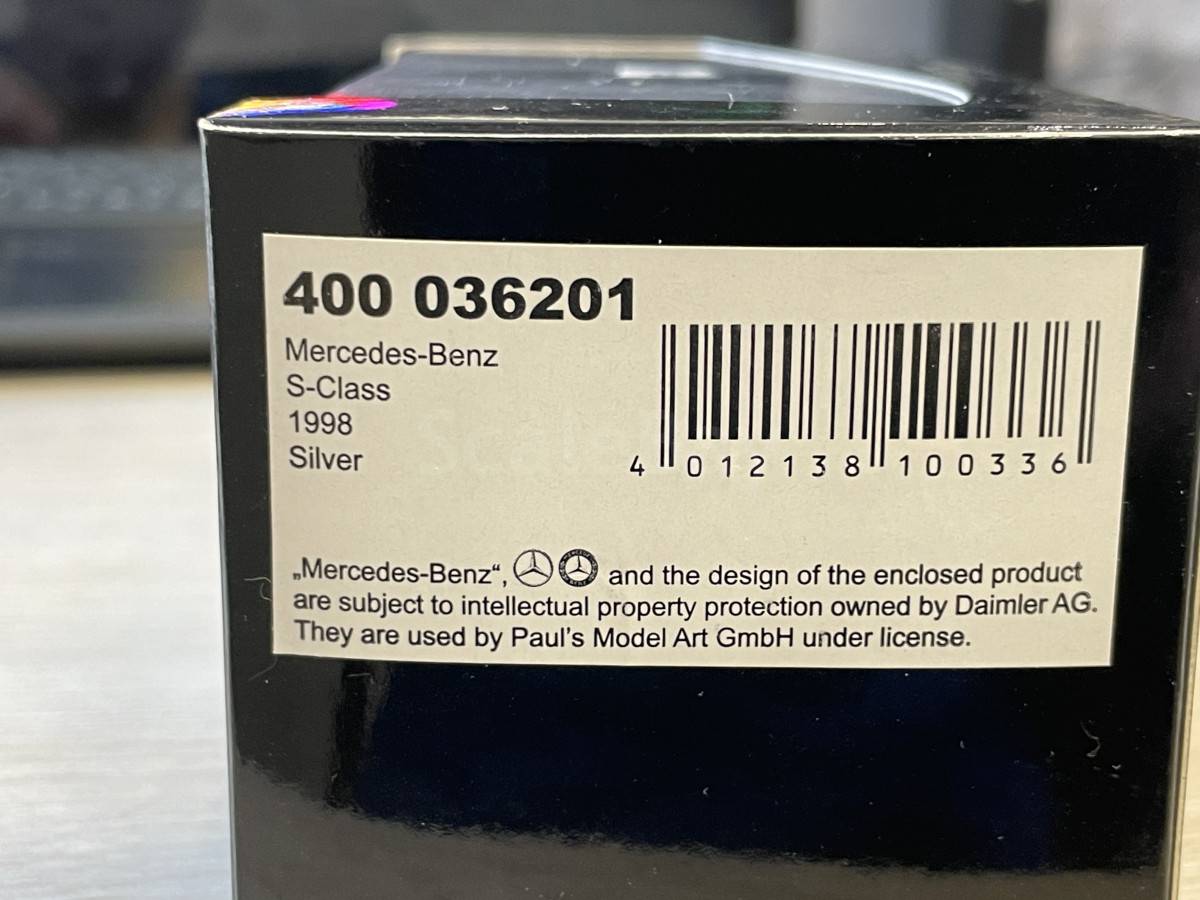 400 036201
Mercedes-Benz
S-Class
1998
Silver
4 012138 100336
„Mercedes-Benz“, and the design of the enclosed product
are subject to intellectual property protection owned by Daimler AG.
They are used by Paul's Model Art GmbH under license.